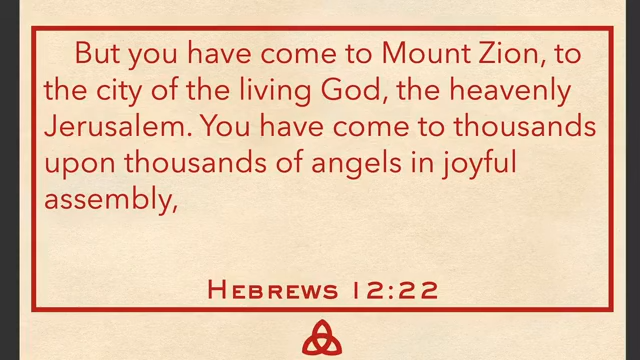 But you have come to Mount Zion, to
the city of the living God, the heavenly
Jerusalem. You have come to thousands
upon thousands of angels in joyful
assembly,
Hebrews 12:22